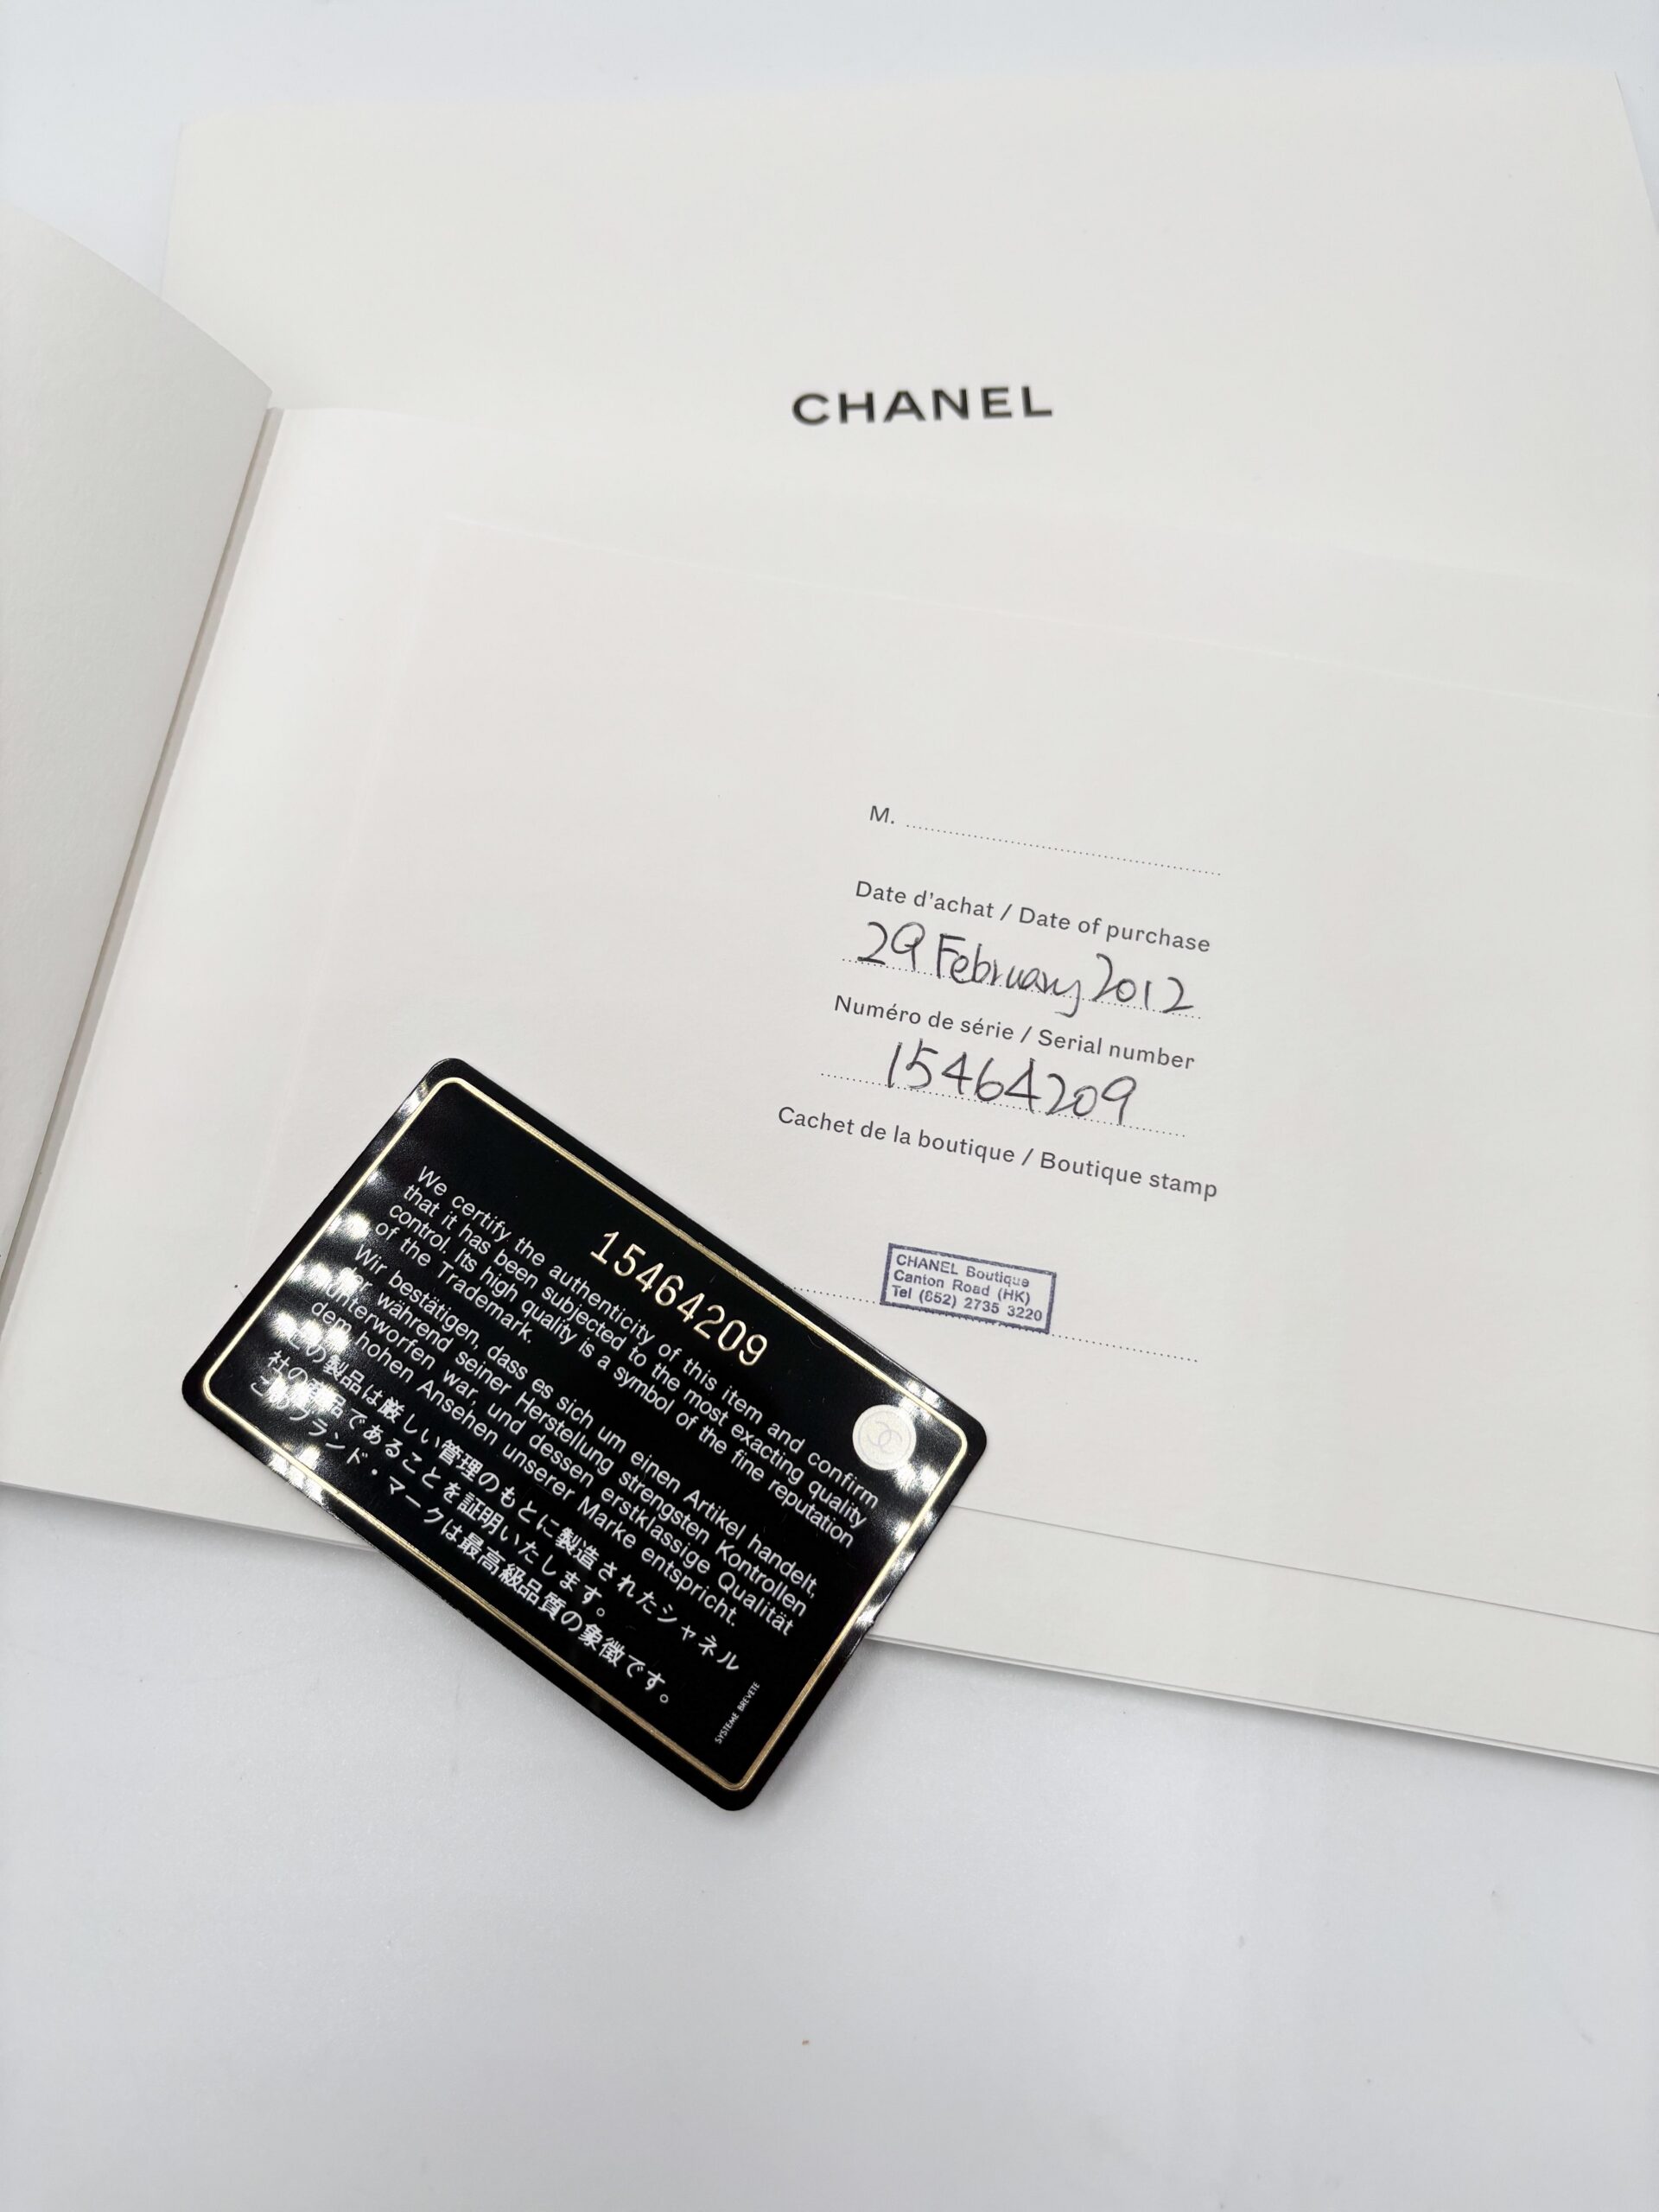 CHANEL
M.
Date d'achat / Date of purchase
29 February 2012
Numéro de série / Serial number
15464209
Cachet de la boutique / Boutique stamp
CHANEL Boutique
Canton Road (HK)
Tel (852) 2735 3220
15464209
We certify the authenticity of this item and confirm
that it has been subjected to the most exacting quality
control. Its high quality is a symbol of the fine reputation
of the Trademark.
Wir bestätigen, dass es sich um einen Artikel handelt,
der während seiner Herstellung strengsten Kontrollen
unterworfen war, und dessen erstklassige Qualität
dem hohen Ansehen unserer Marke entspricht.
の製品は厳しい管理のもとに製造されたシャネル
社の商品であることを証明いたします。
このブランド・マークは最高級品質の象徴です。
SYSTEME BREVETE